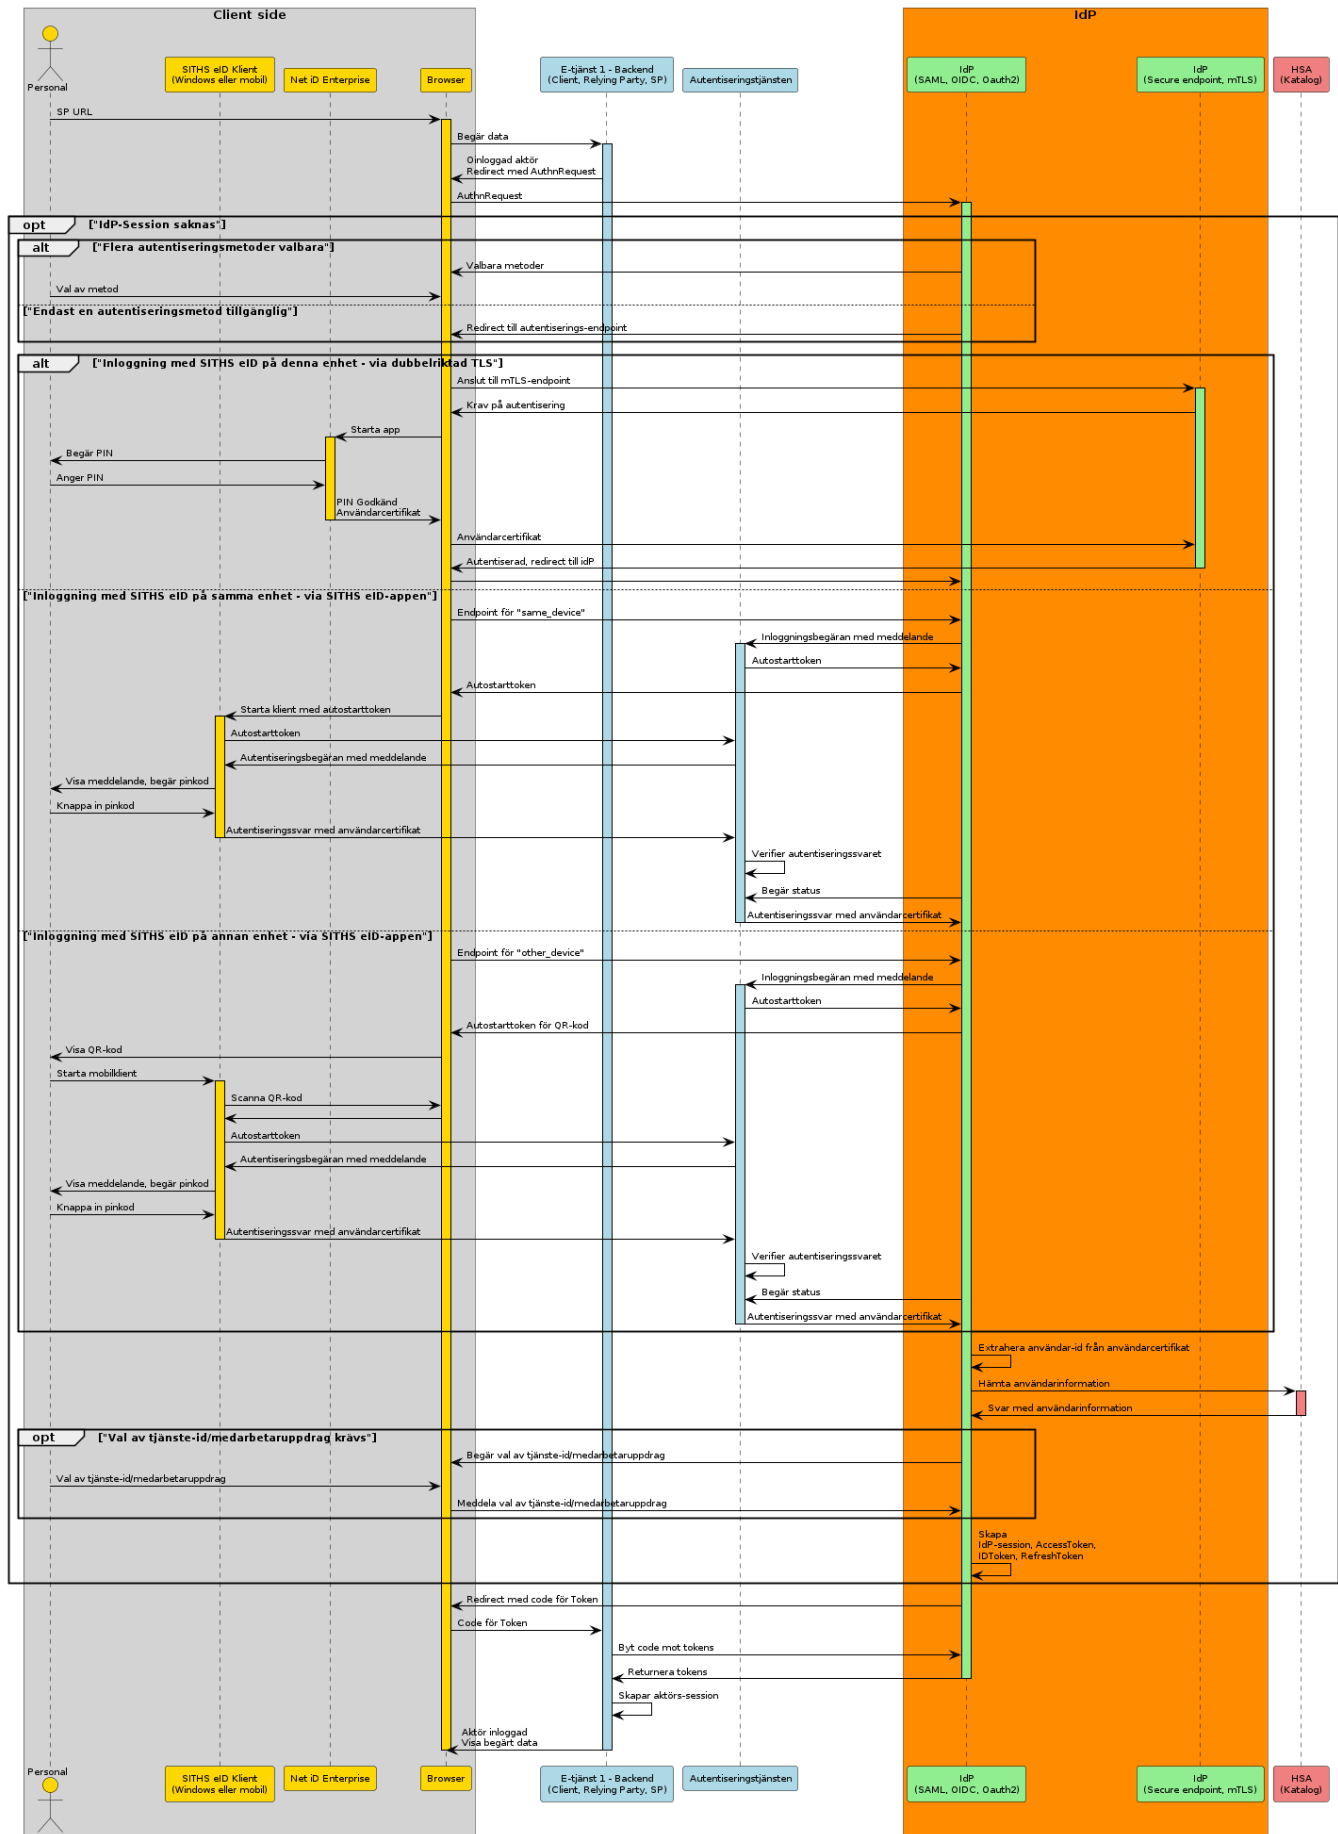 Client side
IdP
Personal
SITHS eID Klient
(Windows eller mobil)
Net iD Enterprise
Browser
E-tjänst 1 - Backend
(Client, Relying Party, SP)
Autentiseringstjänsten
IdP
(SAML, OIDC, Oauth2)
IdP
(Secure endpoint, mTLS)
HSA
(Katalog)
SP URL
Begär data
Oinloggad aktör
Redirect med AuthnRequest
AuthnRequest
opt ["IdP-Session saknas"]
alt ["Flera autentiseringsmetoder valbara"]
Valbara metoder
Val av metod
["Endast en autentiseringsmetod tillgänglig"]
Redirect till autentiserings-endpoint
alt ["Inloggning med SITHS eID på denna enhet - via dubbelriktad TLS"]
Anslut till mTLS-endpoint
Krav på autentisering
Starta app
Begär PIN
Anger PIN
PIN Godkänd
Användarcertifikat
Användarcertifikat
Autentiserad, redirect till idP
["Inloggning med SITHS eID på samma enhet - via SITHS eID-appen"]
Endpoint för "same_device"
Inloggningsbegäran med meddelande
Autostarttoken
Autostarttoken
Starta klient med autostarttoken
Autostarttoken
Autentiseringsbegäran med meddelande
Visa meddelande, begär pinkod
Knappa in pinkod
Autentiseringssvar med användarcertifikat
Verifier autentiseringssvaret
Begär status
Autentiseringssvar med användarcertifikat
["Inloggning med SITHS eID på annan enhet - via SITHS eID-appen"]
Endpoint för "other_device"
Inloggningsbegäran med meddelande
Autostarttoken
Autostarttoken för QR-kod
Visa QR-kod
Starta mobilklient
Scanna QR-kod
Autostarttoken
Autentiseringsbegäran med meddelande
Visa meddelande, begär pinkod
Knappa in pinkod
Autentiseringssvar med användarcertifikat
Verifier autentiseringssvaret
Begär status
Autentiseringssvar med användarcertifikat
Extrahera användar-id från användarcertifikat
Hämta användarinformation
Svar med användarinformation
opt ["Val av tjänste-id/medarbetaruppdrag krävs"]
Begär val av tjänste-id/medarbetaruppdrag
Val av tjänste-id/medarbetaruppdrag
Meddela val av tjänste-id/medarbetaruppdrag
Skapa
IdP-session, AccessToken,
IDToken, RefreshToken
Redirect med code för Token
Code för Token
Byt code mot tokens
Returnera tokens
Skapar aktörs-session
Aktör inloggad
Visa begärt data
Personal
SITHS eID Klient
(Windows eller mobil)
Net iD Enterprise
Browser
E-tjänst 1 - Backend
(Client, Relying Party, SP)
Autentiseringstjänsten
IdP
(SAML, OIDC, Oauth2)
IdP
(Secure endpoint, mTLS)
HSA
(Katalog)